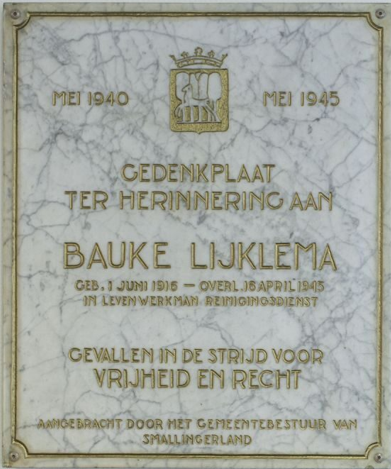 MEI 1940 MEI 1945
GEDENKPLAAT
TER HERINNERING AAN
BAUKE LIJKLEMA
GEB. 1 JUNI 1916 — OVERL. 16 APRIL 1945
IN LEVEN WERKMAN REINIGINGSDIENST
GEVALLEN IN DE STRIJD VOOR
VRIJHEID EN RECHT
AANGEBRACHT DOOR HET GEMEENTEBESTUUR VAN
SMALLINGERLAND